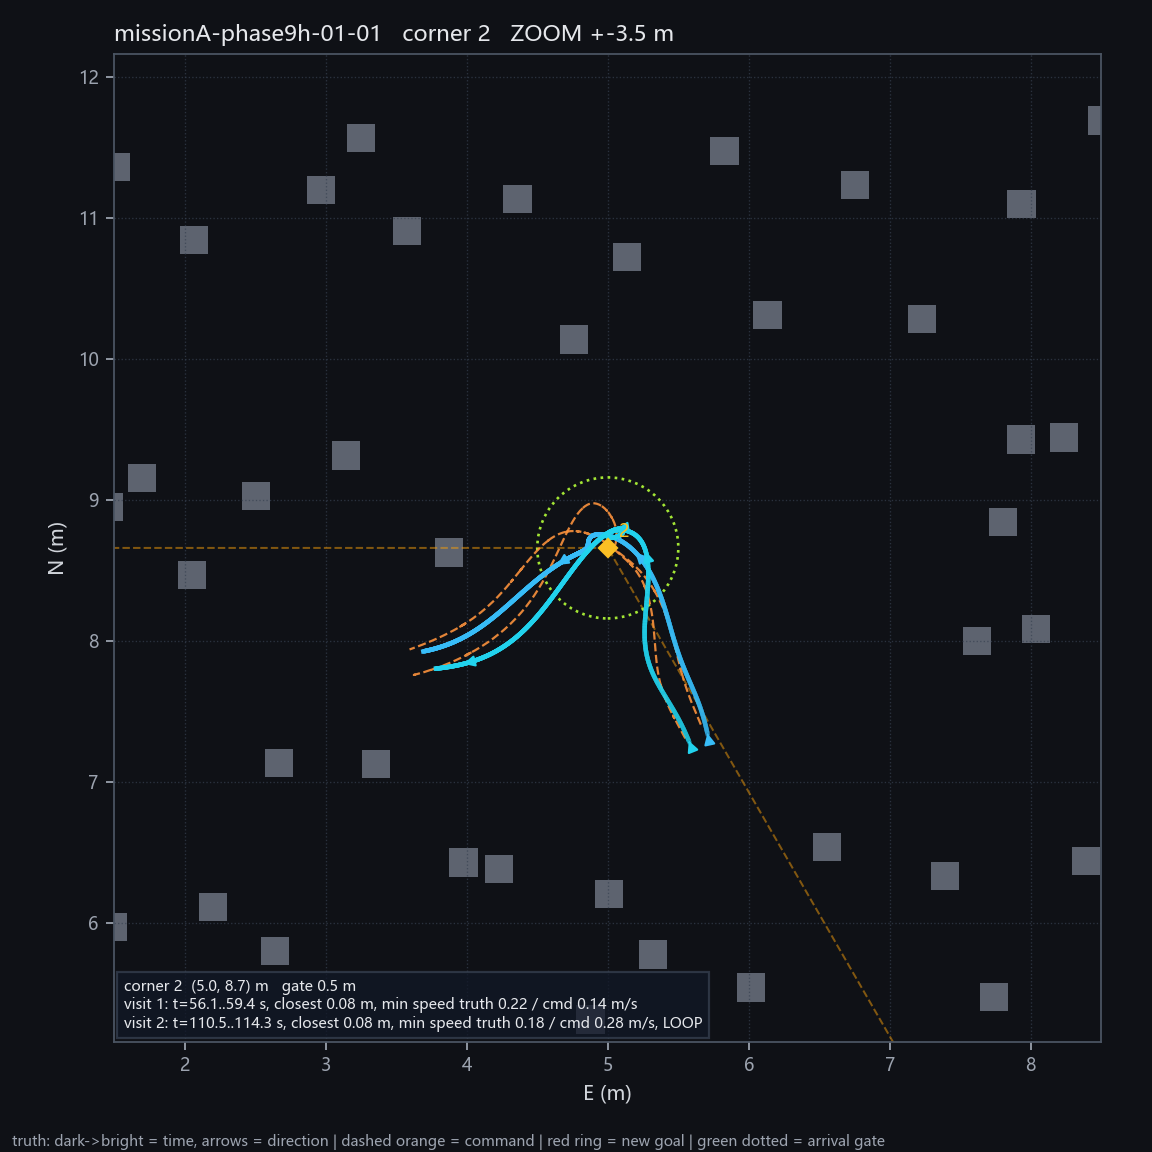 missionA-phase9h-01-01   corner 2   ZOOM +-3.5 m
12
11
10
9
8
7
6
N (m)
corner 2  (5.0, 8.7) m   gate 0.5 m
visit 1: t=56.1..59.4 s, closest 0.08 m, min speed truth 0.22 / cmd 0.14 m/s
visit 2: t=110.5..114.3 s, closest 0.08 m, min speed truth 0.18 / cmd 0.28 m/s, LOOP
2 3 4 5 6 7 8
E (m)
truth: dark->bright = time, arrows = direction | dashed orange = command | red ring = new goal | green dotted = arrival gate